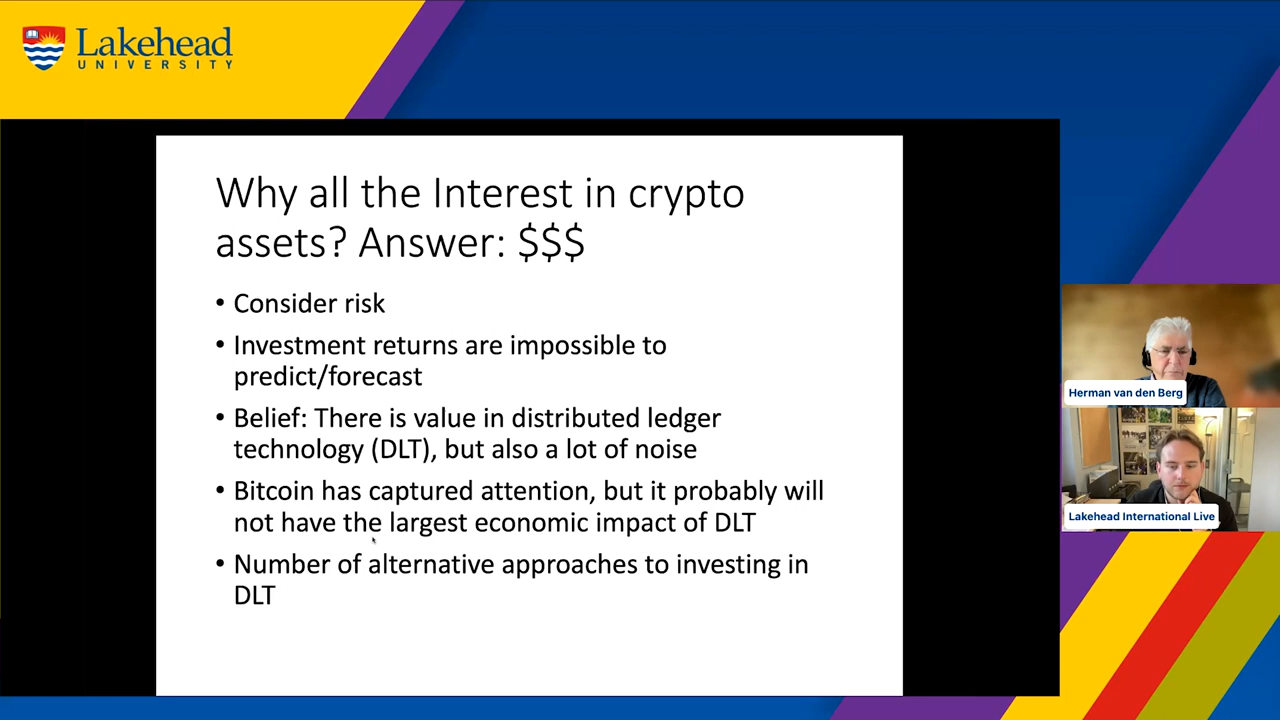 Lakehead
UNIVERSITY
Why all the Interest in crypto
assets? Answer: $$$
• Consider risk
• Investment returns are impossible to
predict/forecast
• Belief: There is value in distributed ledger
technology (DLT), but also a lot of noise
• Bitcoin has captured attention, but it probably will
not have the largest economic impact of DLT
• Number of alternative approaches to investing in
DLT
Herman van den Berg
Lakehead International Live